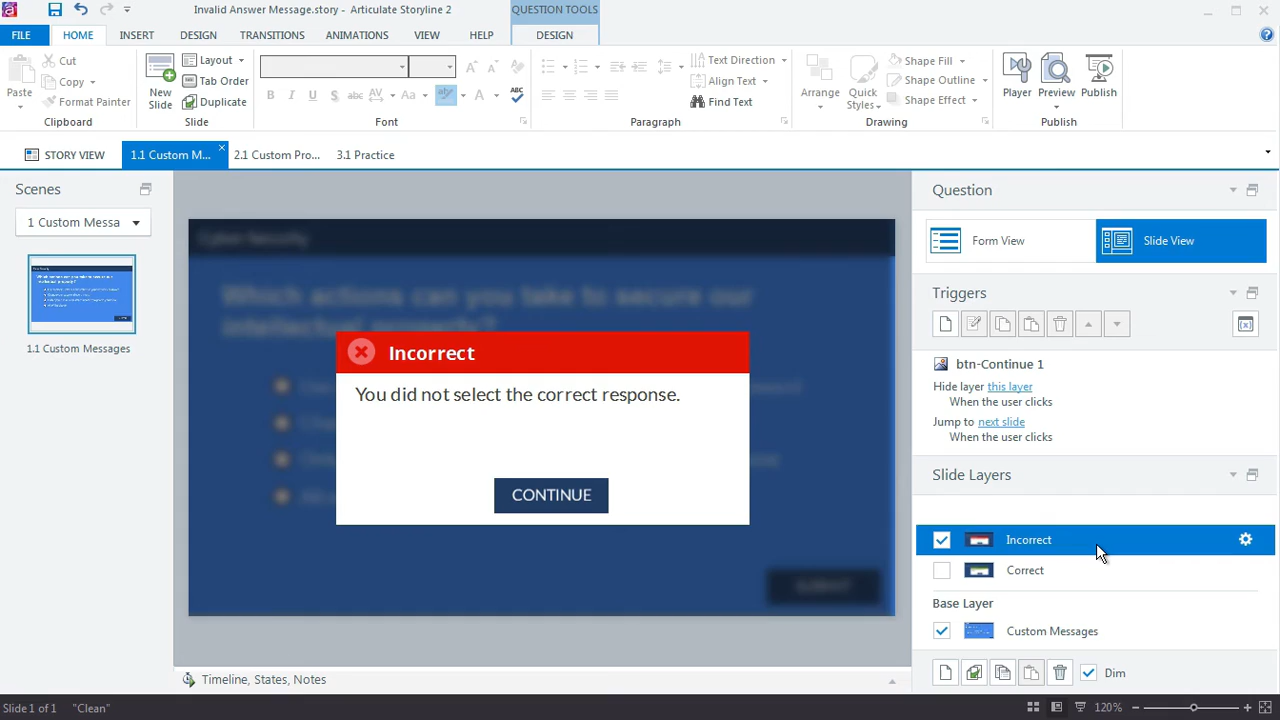 Invalid Answer Message.story - Articulate Storyline 2
QUESTION TOOLS
FILE
HOME
INSERT
DESIGN
TRANSITIONS
ANIMATIONS
VIEW
HELP
DESIGN
Paste
Cut
Copy
Format Painter
Clipboard
New
Slide
Layout
Tab Order
Duplicate
Slide
B I U S abc AV Aa A
ABC
Font
Text Direction
Align Text
Find Text
Paragraph
Arrange
Quick
Styles
Shape Fill
Shape Outline
Shape Effect
Drawing
Player
Preview
Publish
Publish
STORY VIEW
1.1 Custom M...
2.1 Custom Pro...
3.1 Practice
Scenes
1 Custom Messa
1.1 Custom Messages
Incorrect
You did not select the correct response.
CONTINUE
Timeline, States, Notes
Question
Form View
Slide View
Triggers
btn-Continue 1
Hide layer this layer
When the user clicks
Jump to next slide
When the user clicks
Slide Layers
Incorrect
Correct
Base Layer
Custom Messages
Dim
Slide 1 of 1
"Clean"
120%